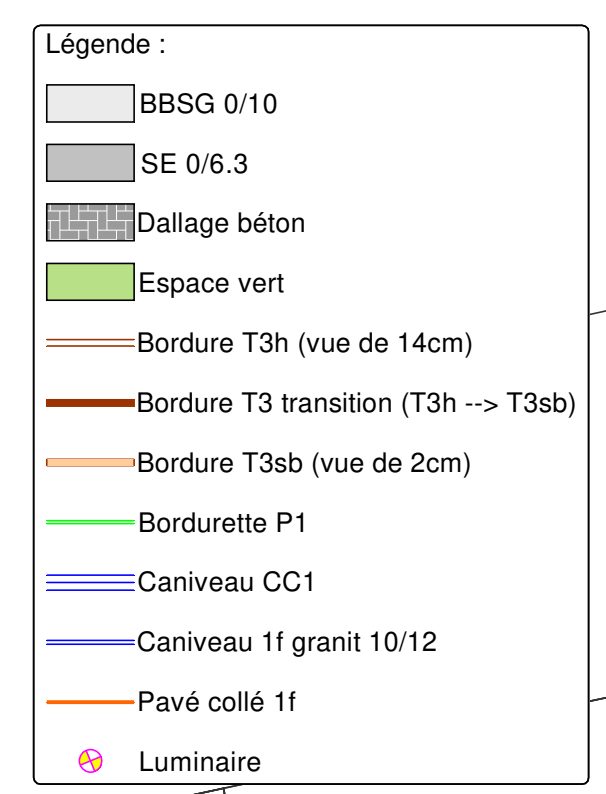 Légende :
BBSG 0/10
SE 0/6.3
Dallage béton
Espace vert
Bordure T3h (vue de 14cm)
Bordure T3 transition (T3h --> T3sb)
Bordure T3sb (vue de 2cm)
Bordurette P1
Caniveau CC1
Caniveau 1f granit 10/12
Pavé collé 1f
Luminaire